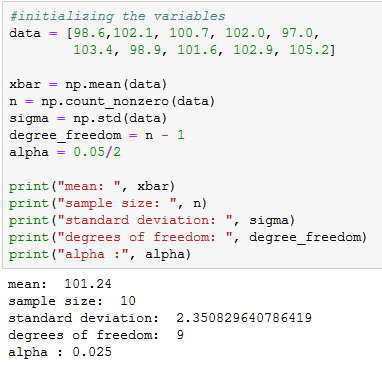 #initializing the variables
data = [98.6,102.1, 100.7, 102.0, 97.0,
        103.4, 98.9, 101.6, 102.9, 105.2]

xbar = np.mean(data)
n = np.count_nonzero(data)
sigma = np.std(data)
degree_freedom = n - 1
alpha = 0.05/2

print("mean: ", xbar)
print("sample size: ", n)
print("standard deviation: ", sigma)
print("degrees of freedom: ", degree_freedom)
print("alpha :", alpha)

mean:  101.24
sample size:  10
standard deviation:  2.350829640786419
degrees of freedom:  9
alpha : 0.025